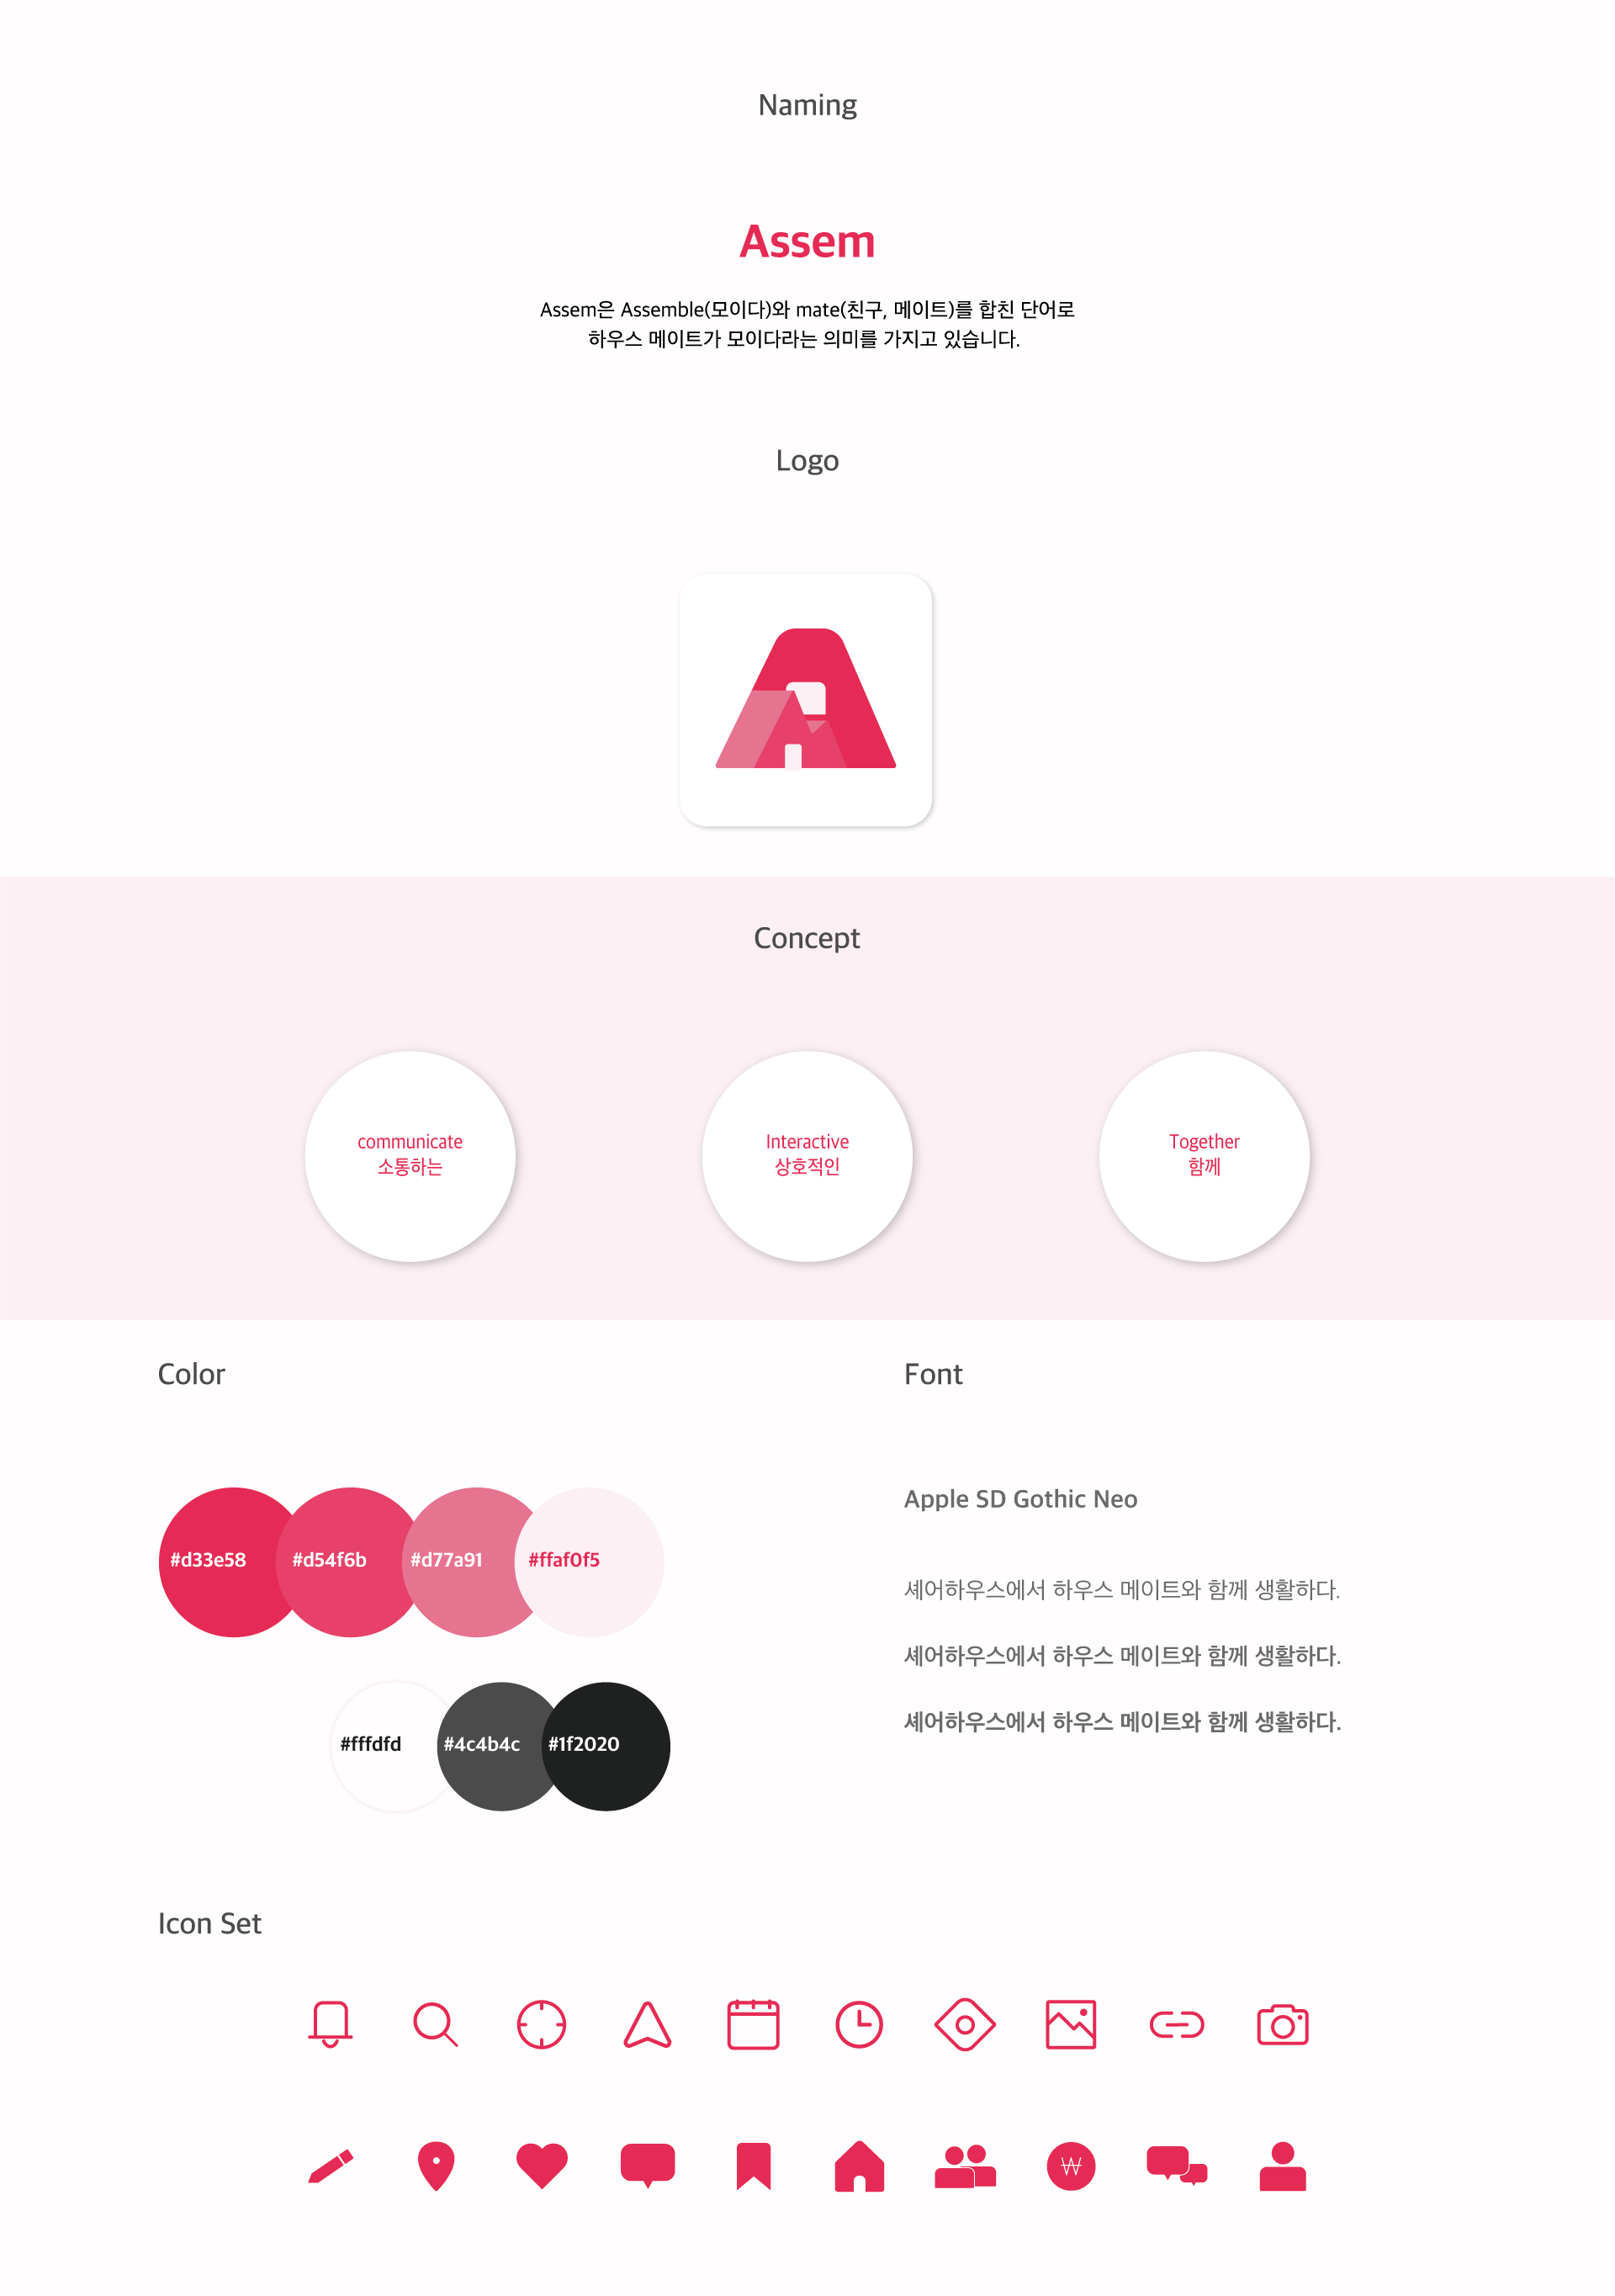 Naming
Assem
Assem은 Assemble(모이다)와 mate(친구, 메이트)를 합친 단어로
하우스 메이트가 모이다라는 의미를 가지고 있습니다.
Logo
Concept
communicate
소통하는
Interactive
상호적인
Together
함께
Color
#d33e58
#d54f6b
#d77a91
#ffaf0f5
#fffdfd
#4c4b4c
#1f2020
Font
Apple SD Gothic Neo
셰어하우스에서 하우스 메이트와 함께 생활하다.
셰어하우스에서 하우스 메이트와 함께 생활하다.
셰어하우스에서 하우스 메이트와 함께 생활하다.
Icon Set
₩